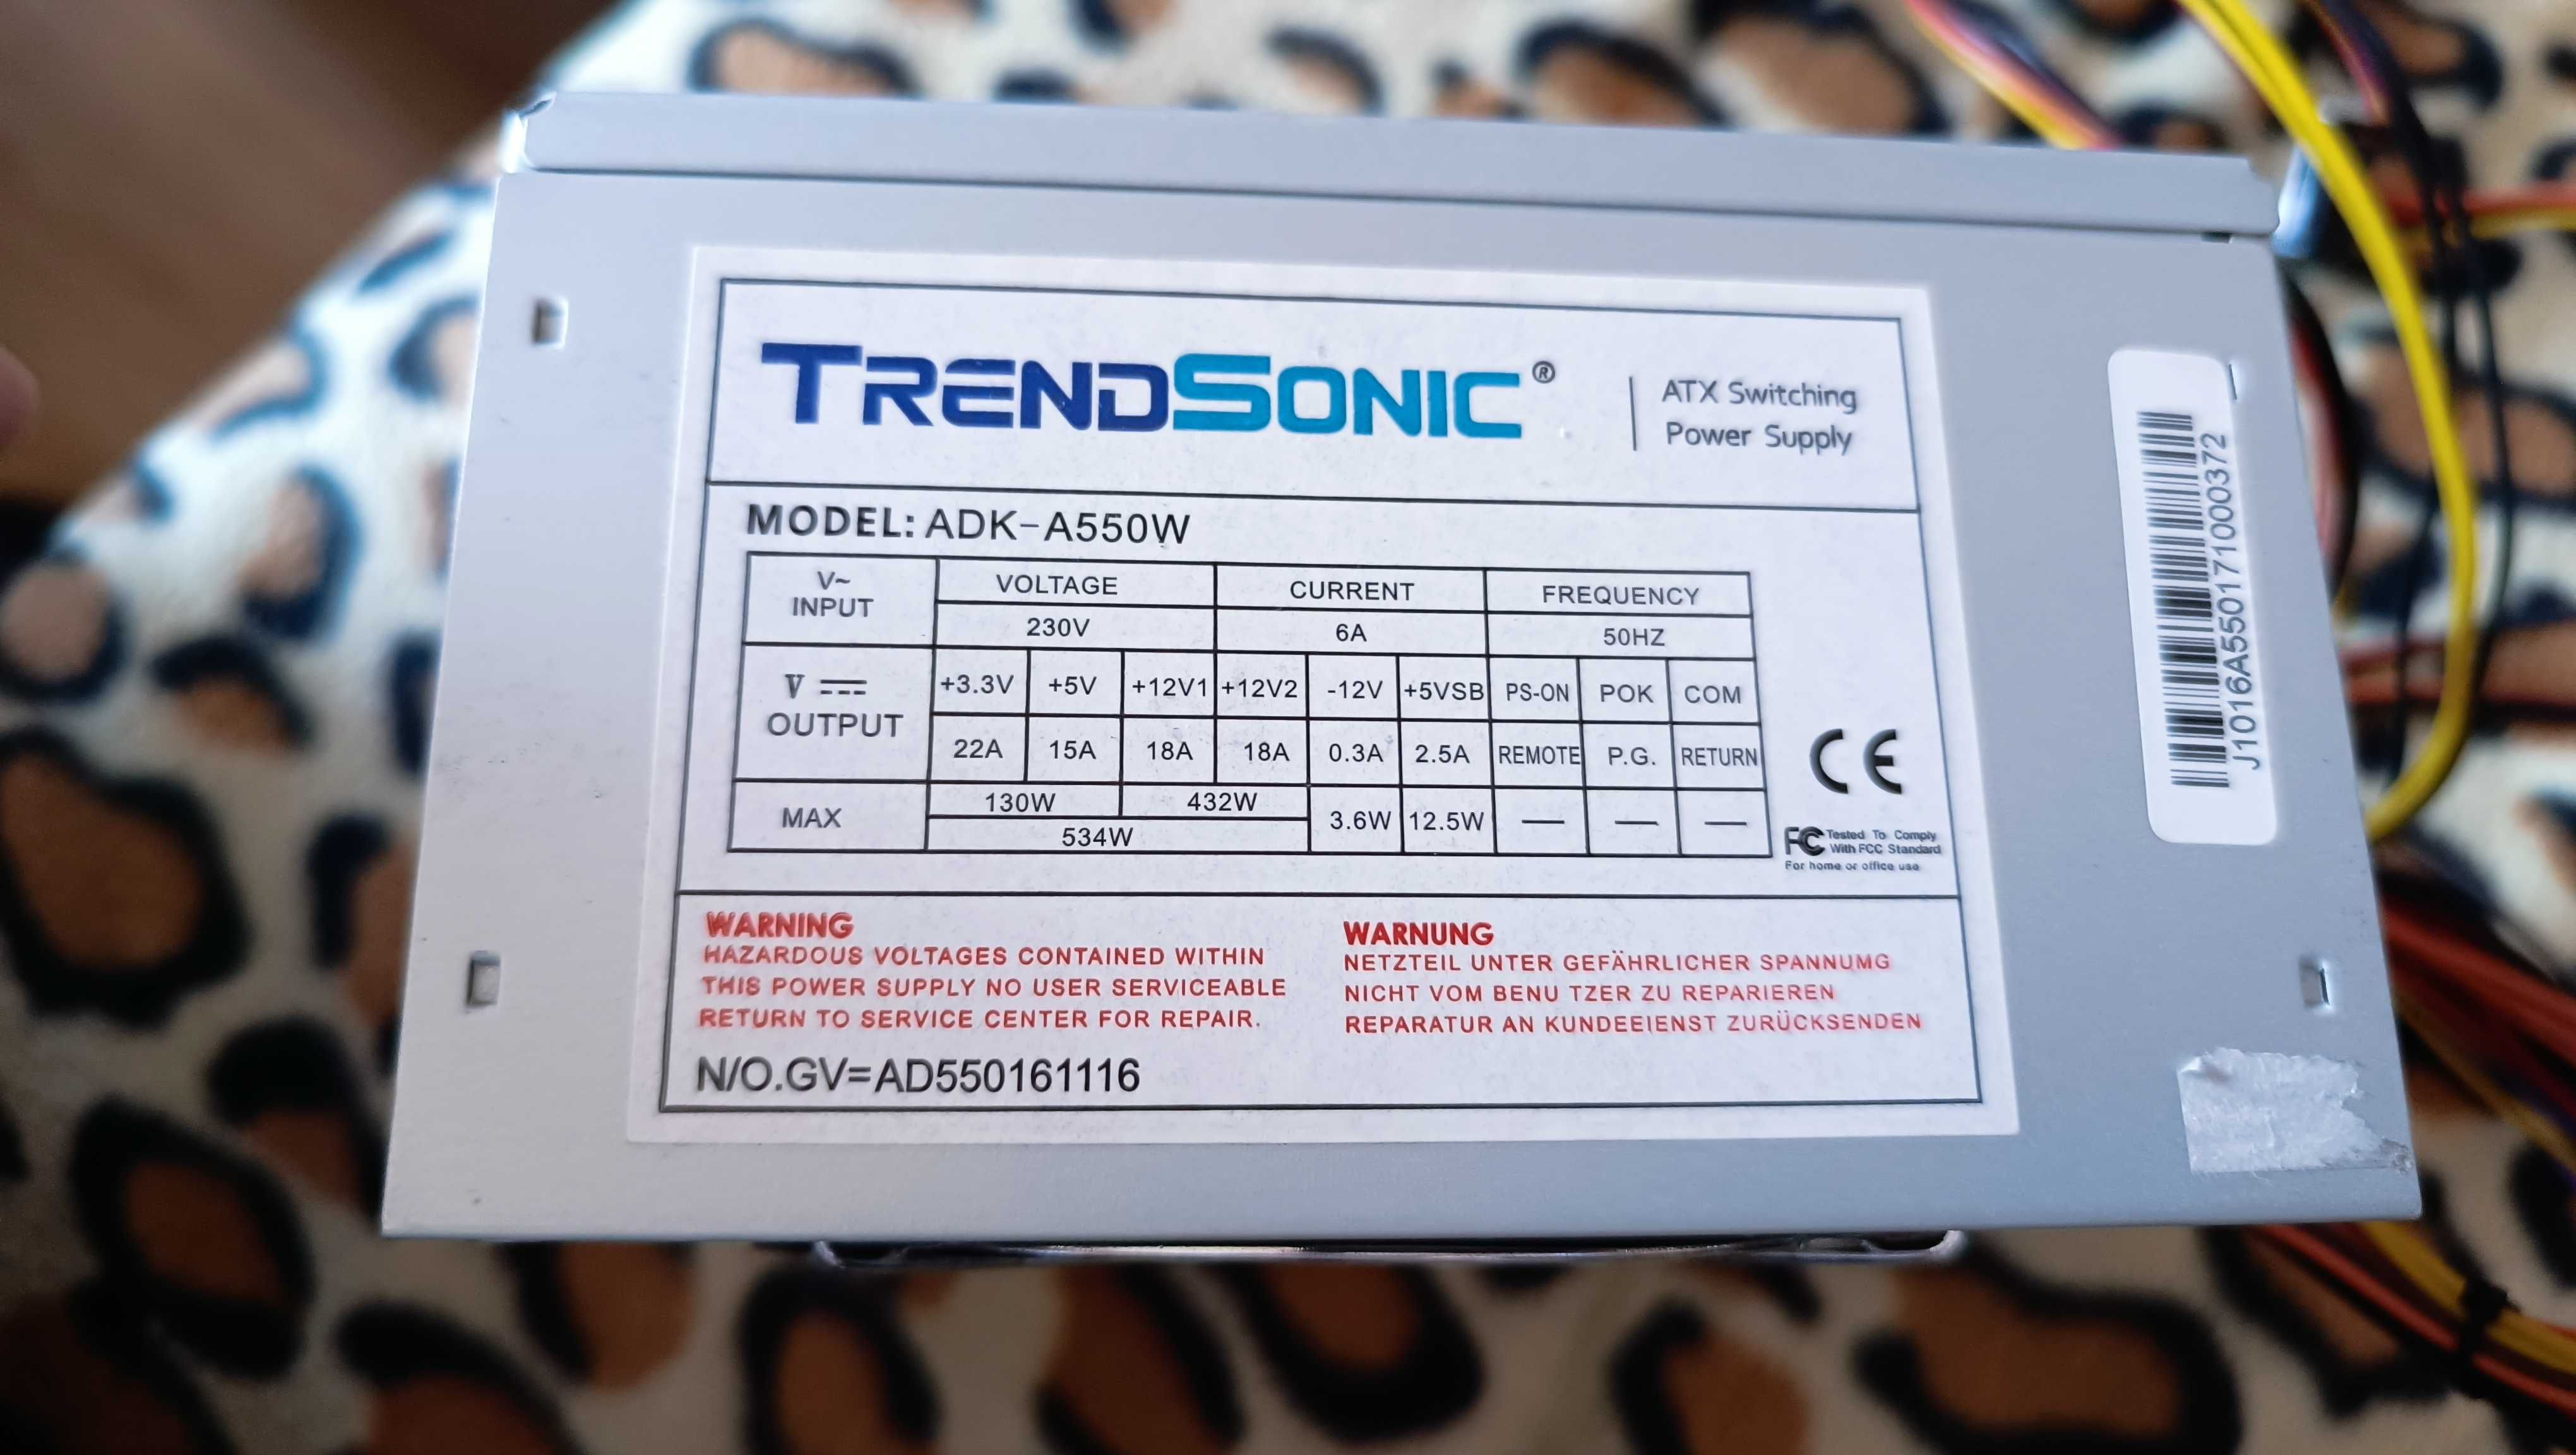 TRENDSONIC®
ATX Switching
Power Supply
MODEL: ADK-A550W
V~ INPUT VOLTAGE CURRENT FREQUENCY
230V 6A 50HZ
V OUTPUT +3.3V +5V +12V1 +12V2 -12V +5VSB PS-ON POK COM
22A 15A 18A 18A 0.3A 2.5A REMOTE P.G. RETURN
MAX 130W 432W 3.6W 12.5W — — —
534W
CE
FC Tested To Comply
With FCC Standard
For home or office use
WARNING
HAZARDOUS VOLTAGES CONTAINED WITHIN
THIS POWER SUPPLY NO USER SERVICEABLE
RETURN TO SERVICE CENTER FOR REPAIR.
WARNUNG
NETZTEIL UNTER GEFÄHRLICHER SPANNUMG
NICHT VOM BENU TZER ZU REPARIEREN
REPARATUR AN KUNDEEIENST ZURÜCKSENDEN
N/O.GV=AD550161116
J1016A550171000372